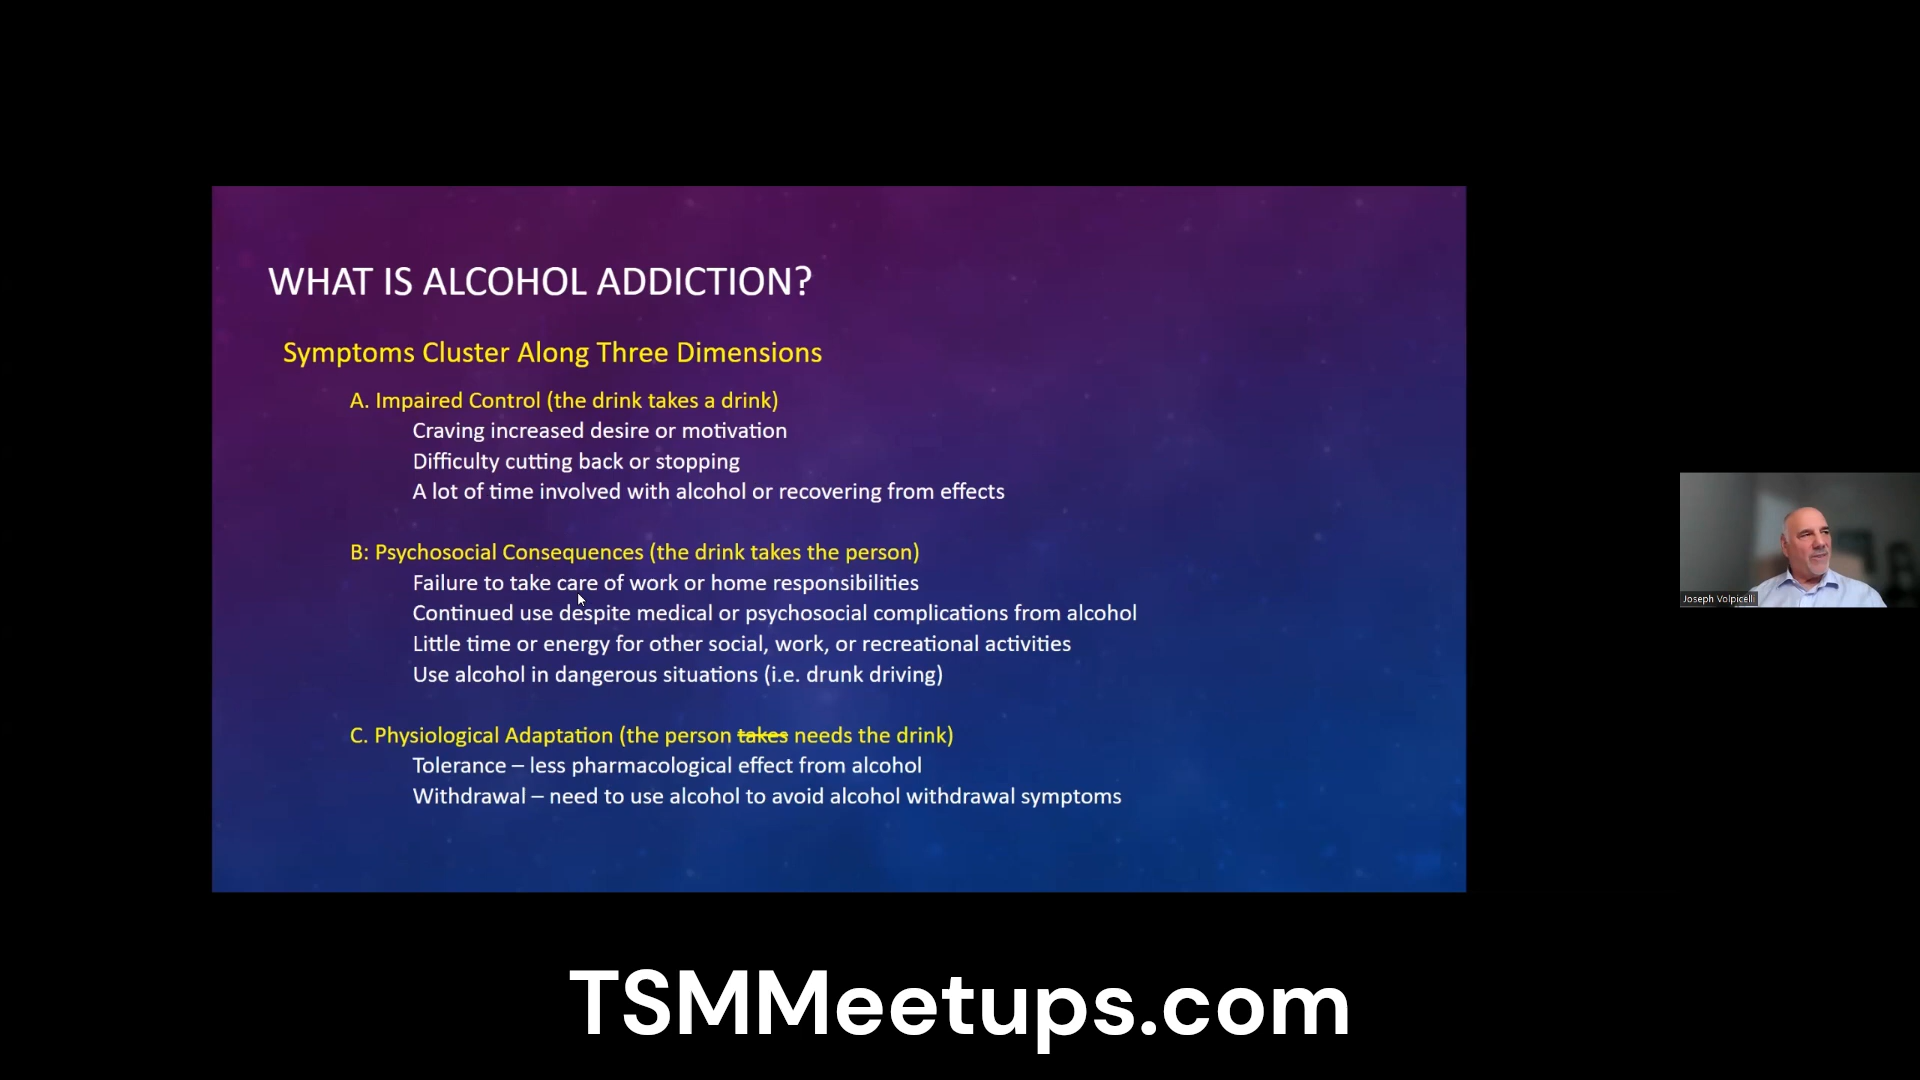 WHAT IS ALCOHOL ADDICTION?
Symptoms Cluster Along Three Dimensions
A. Impaired Control (the drink takes a drink)
Craving increased desire or motivation
Difficulty cutting back or stopping
A lot of time involved with alcohol or recovering from effects
B: Psychosocial Consequences (the drink takes the person)
Failure to take care of work or home responsibilities
Continued use despite medical or psychosocial complications from alcohol
Little time or energy for other social, work, or recreational activities
Use alcohol in dangerous situations (i.e. drunk driving)
C. Physiological Adaptation (the person takes needs the drink)
Tolerance – less pharmacological effect from alcohol
Withdrawal – need to use alcohol to avoid alcohol withdrawal symptoms
Joseph Volpicelli
TSMMeetups.com